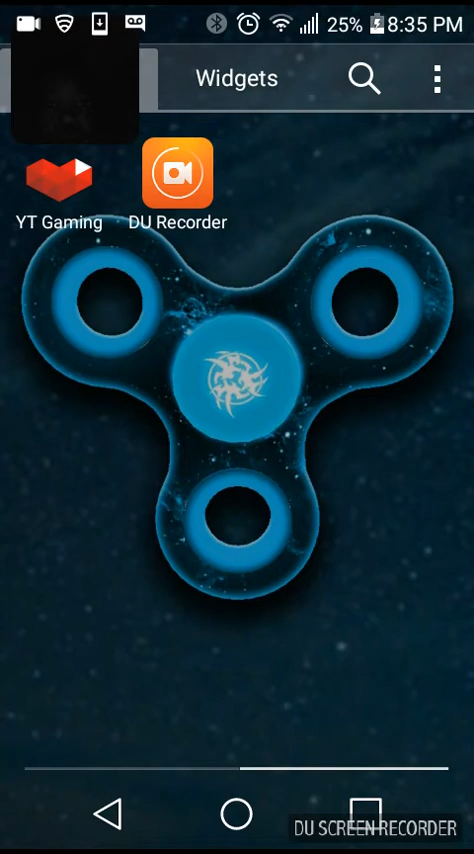 25% 8:35 PM
Widgets
YT Gaming DU Recorder
DU SCREEN RECORDER